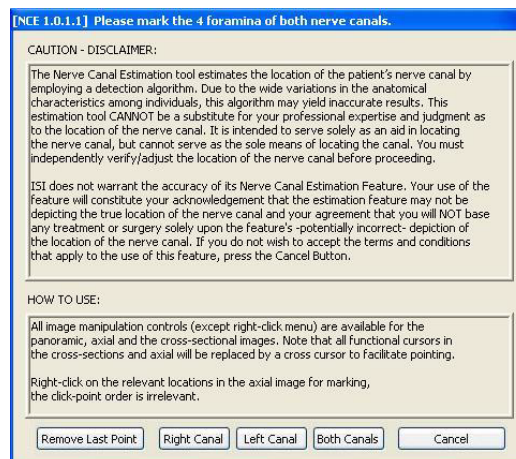 [NCE 1.0.1.1] Please mark the 4 foramina of both nerve canals.
CAUTION - DISCLAIMER:
The Nerve Canal Estimation tool estimates the location of the patient's nerve canal by
employing a detection algorithm. Due to the wide variations in the anatomical
characteristics among individuals, this algorithm may yield inaccurate results. This
estimation tool CANNOT be a substitute for your professional expertise and judgment as
to the location of the nerve canal. It is intended to serve solely as an aid in locating
the nerve canal, but cannot serve as the sole means of locating the canal. You must
independently verify/adjust the location of the nerve canal before proceeding.
ISI does not warrant the accuracy of its Nerve Canal Estimation Feature. Your use of the
feature will constitute your acknowledgement that the estimation feature may not be
depicting the true location of the nerve canal and your agreement that you will NOT base
any treatment or surgery solely upon the feature's -potentially incorrect- depiction of
the location of the nerve canal. If you do not wish to accept the terms and conditions
that apply to the use of this feature, press the Cancel Button.
HOW TO USE:
All image manipulation controls (except right-click menu) are available for the
panoramic, axial and the cross-sectional images. Note that all functional cursors in
the cross-sections and axial will be replaced by a cross cursor to facilitate pointing.
Right-click on the relevant locations in the axial image for marking,
the click-point order is irrelevant.
Remove Last Point Right Canal Left Canal Both Canals Cancel